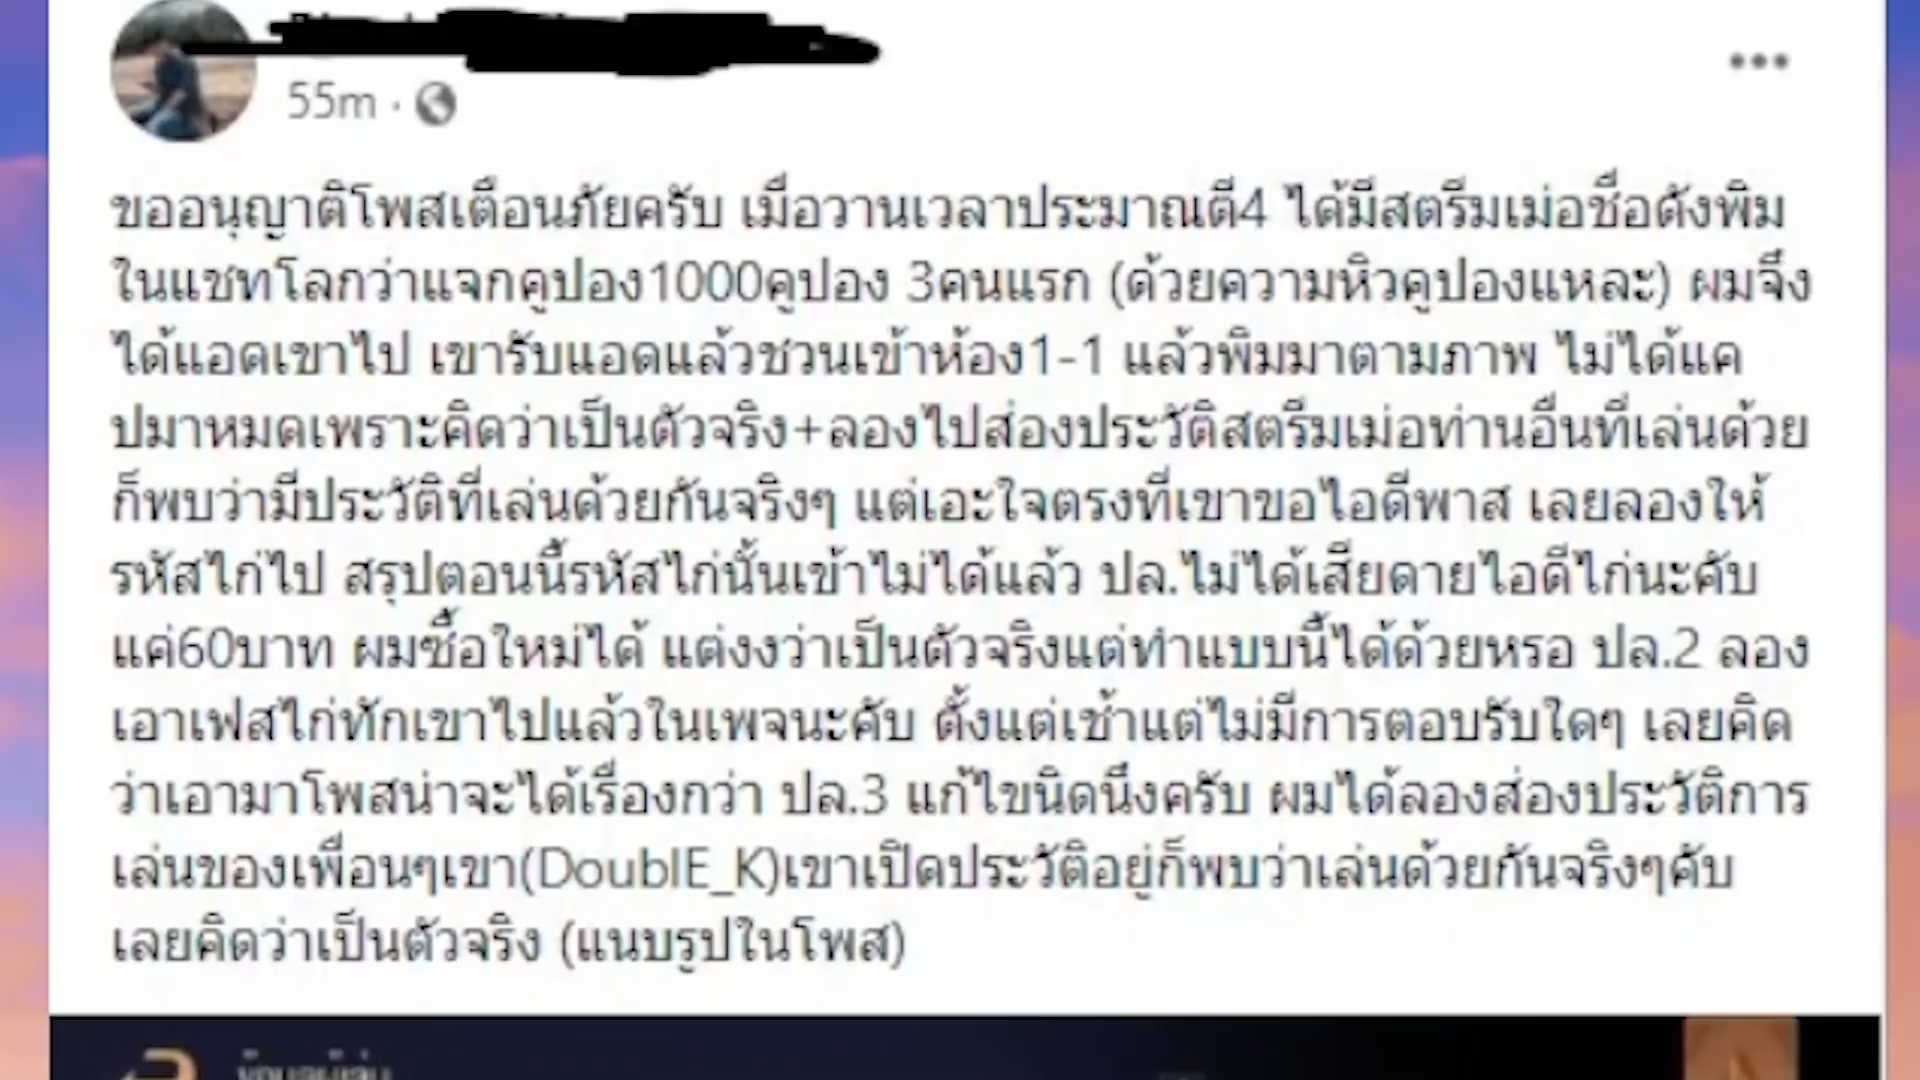 55m
ขออนุญาติโพสเตือนภัยครับ เมื่อวานเวลาประมาณตี4 ได้มีสตรีมเม่อชื่อดังพิม
ในแชทโลกว่าแจกคูปอง1000คูปอง 3คนแรก (ด้วยความหิวคูปองแหละ) ผมจึง
ได้แอดเขาไป เขารับแอดแล้วชวนเข้าห้อง1-1 แล้วพิมมาตามภาพ ไม่ได้แค
ปมาหมดเพราะคิดว่าเป็นตัวจริง+ลองไปส่องประวัติสตรีมเม่อท่านอื่นที่เล่นด้วย
ก็พบว่ามีประวัติที่เล่นด้วยกันจริงๆ แต่เอะใจตรงที่เขาขอไอดีพาส เลยลองให้
รหัสไก่ไป สรุปตอนนี้รหัสไก่นั้นเข้าไม่ได้แล้ว ปล.ไม่ได้เสียดายไอดีไก่นะคับ
แค่60บาท ผมซื้อใหม่ได้ แต่งงว่าเป็นตัวจริงแต่ทำแบบนี้ได้ด้วยหรอ ปล.2 ลอง
เอาเฟสไก่ทักเขาไปแล้วในเพจนะคับ ตั้งแต่เช้าแต่ไม่มีการตอบรับใดๆ เลยคิด
ว่าเอามาโพสน่าจะได้เรื่องกว่า ปล.3 แก้ไขนิดนึงครับ ผมได้ลองส่องประวัติการ
เล่นของเพื่อนๆเขา(DoublE_K)เขาเปิดประวัติอยู่ก็พบว่าเล่นด้วยกันจริงๆคับ
เลยคิดว่าเป็นตัวจริง (แนบรูปในโพส)